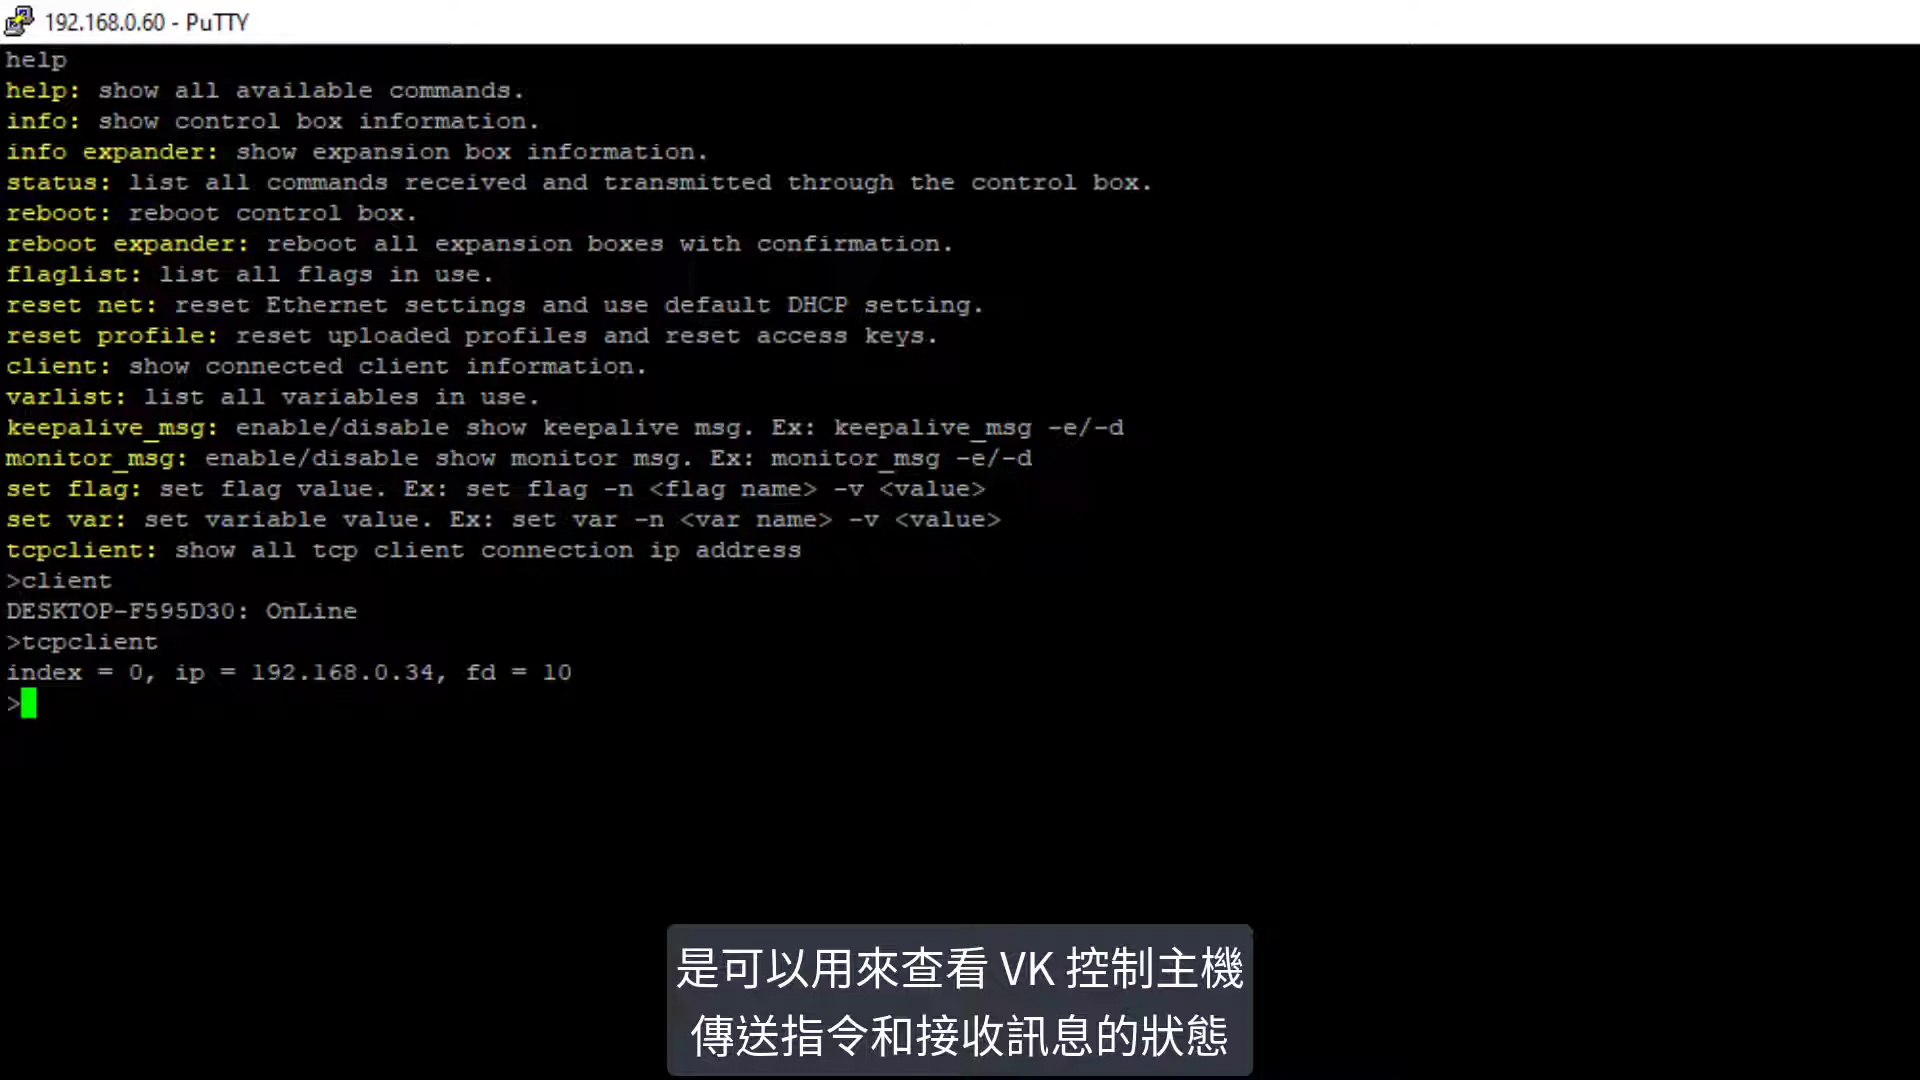 192.168.0.60 - PuTTY
help
help: show all available commands.
info: show control box information.
info expander: show expansion box information.
status: list all commands received and transmitted through the control box.
reboot: reboot control box.
reboot expander: reboot all expansion boxes with confirmation.
flaglist: list all flags in use.
reset net: reset Ethernet settings and use default DHCP setting.
reset profile: reset uploaded profiles and reset access keys.
client: show connected client information.
varlist: list all variables in use.
keepalive_msg: enable/disable show keepalive msg. Ex: keepalive_msg -e/-d
monitor_msg: enable/disable show monitor msg. Ex: monitor_msg -e/-d
set flag: set flag value. Ex: set flag -n <flag name> -v <value>
set var: set variable value. Ex: set var -n <var name> -v <value>
tcpclient: show all tcp client connection ip address
>client
DESKTOP-F595D30: OnLine
>tcpclient
index = 0, ip = 192.168.0.34, fd = 10
>
是可以用來查看 VK 控制主機
傳送指令和接收訊息的狀態